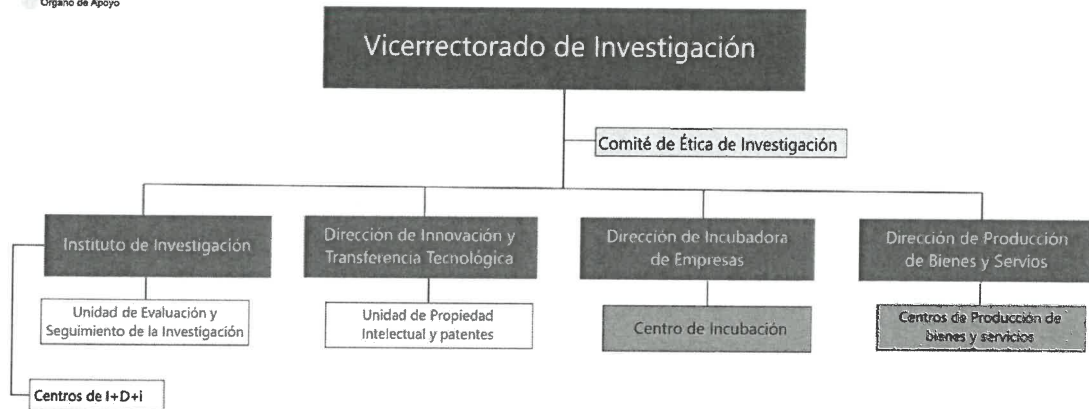 Órgano de Apoyo
Vicerrectorado de Investigación
Comité de Ética de Investigación
Instituto de Investigación
Dirección de Innovación y
Transferencia Tecnológica
Dirección de Incubadora
de Empresas
Dirección de Producción
de Bienes y Servios
Unidad de Evaluación y
Seguimiento de la Investigación
Unidad de Propiedad
Intelectual y patentes
Centro de Incubación
Centros de Producción de
bienes y servicios
Centros de I+D+i